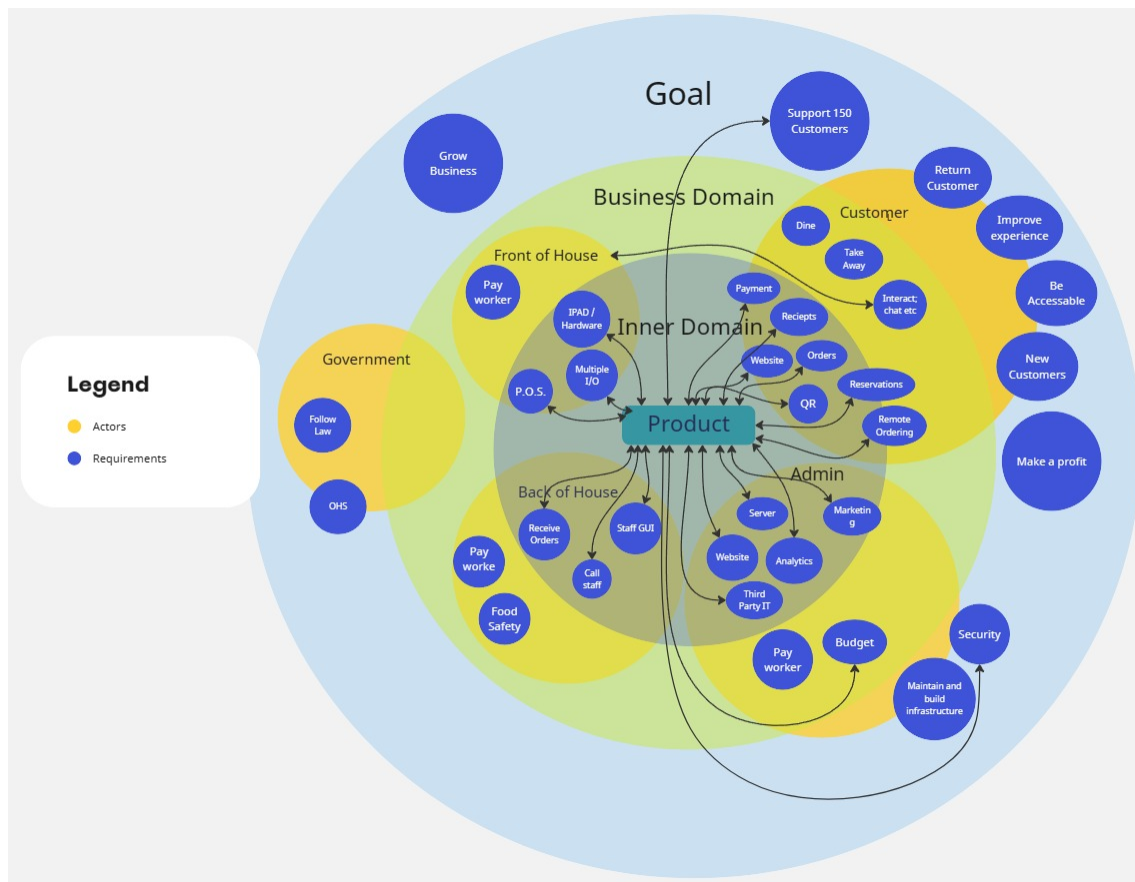 Goal
Support 150
Customers
Grow
Business
Return
Customer
Business Domain
Customer
Dine
Improve
experience
Front of House
Take
Away
Pay
worker
Payment
Be
Accessable
Interact;
chat etc
IPAD /
Hardware
Inner Domain
Reciepts
Legend
Actors
Requirements
Government
Website
Orders
New
Customers
Multiple
I/O
P.O.S.
Reservations
QR
Follow
Law
Product
Remote
Ordering
Make a profit
Admin
Back of House
OHS
Receive
Orders
Staff GUI
Server
Marketin
g
Pay
worke
Website
Analytics
Call
staff
Third
Party IT
Food
Safety
Pay
worker
Budget
Security
Maintain and
build
infrastructure